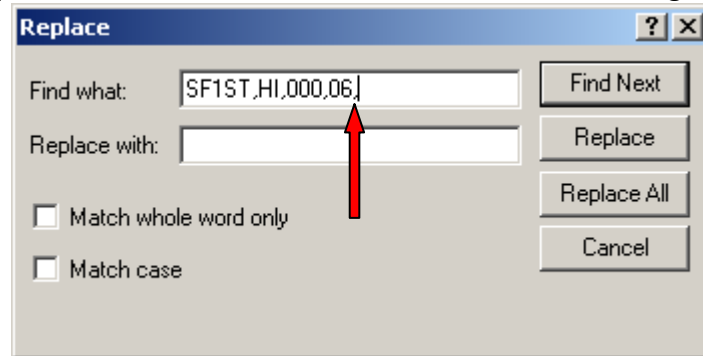 Replace
Find what: SF1ST,HI,000,06, Find Next
Replace with: Replace
Replace All
Match whole word only
Cancel
Match case